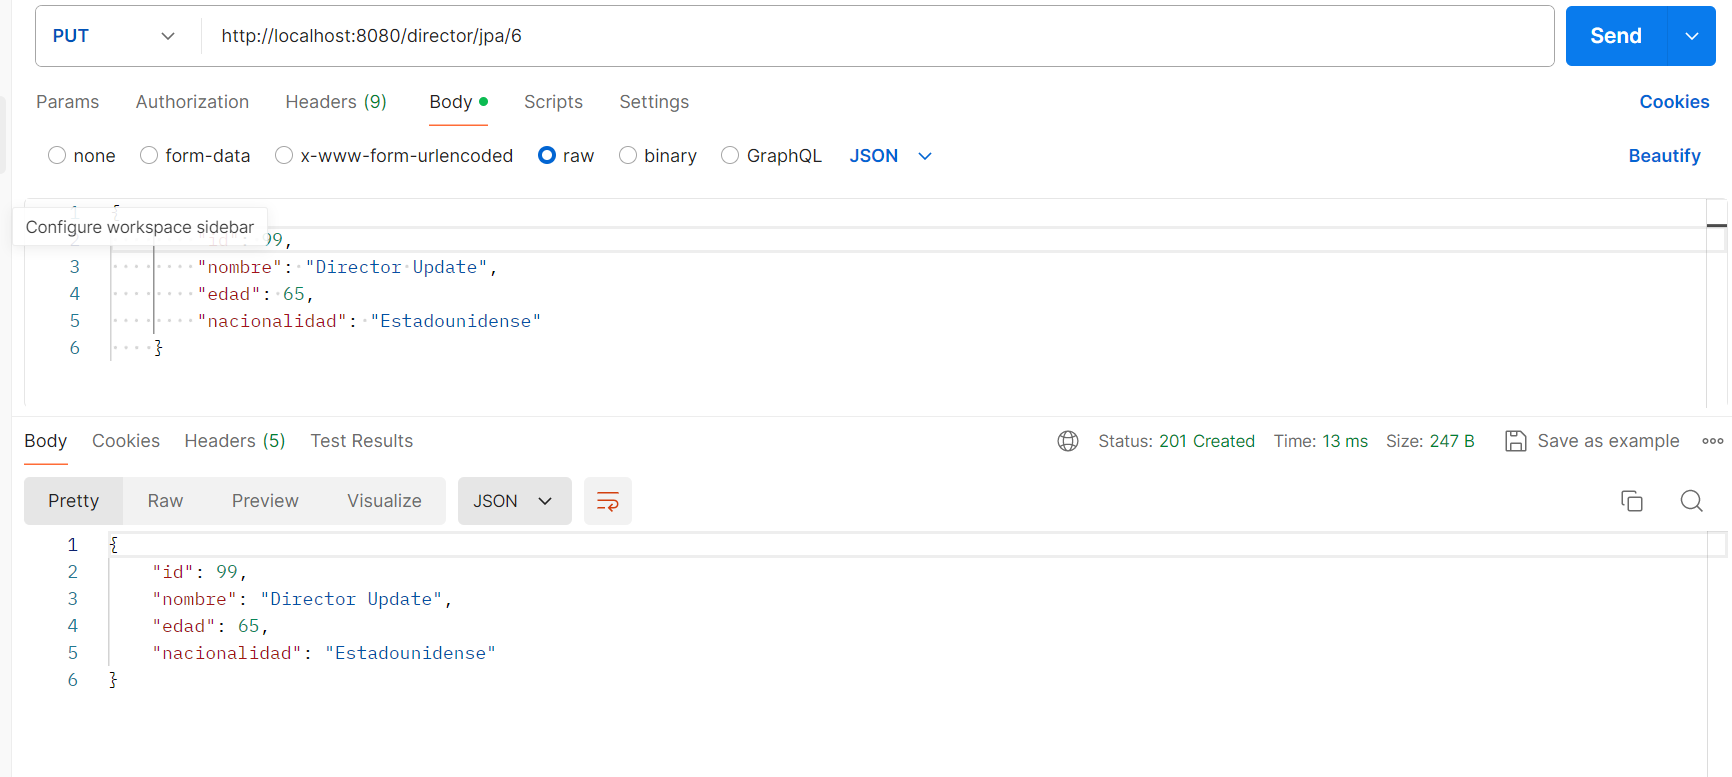 PUT http://localhost:8080/director/jpa/6 Send
Params Authorization Headers (9) Body Scripts Settings Cookies
none form-data x-www-form-urlencoded raw binary GraphQL JSON Beautify
1 {
Configure workspace sidebar
2 "id": 99,
3 "nombre": "Director Update",
4 "edad": 65,
5 "nacionalidad": "Estadounidense"
6 }
Body Cookies Headers (5) Test Results Status: 201 Created Time: 13 ms Size: 247 B Save as example
Pretty Raw Preview Visualize JSON
1 {
2 "id": 99,
3 "nombre": "Director Update",
4 "edad": 65,
5 "nacionalidad": "Estadounidense"
6 }